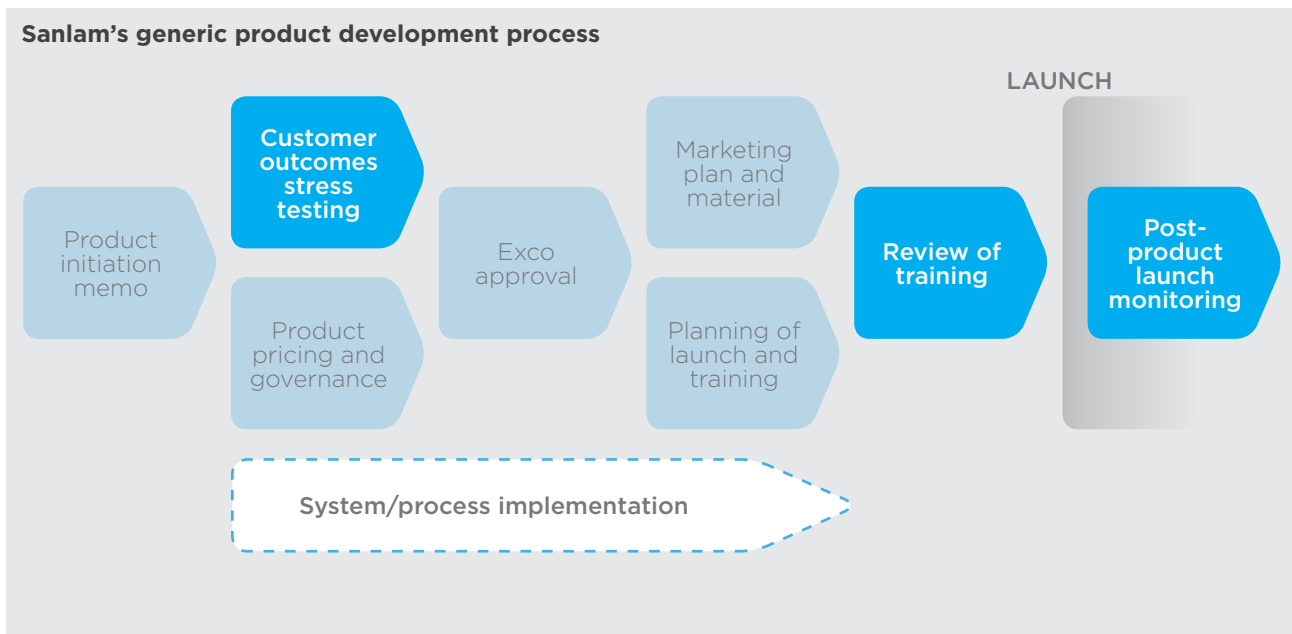 Sanlam’s generic product development process
LAUNCH
Product
initiation
memo
Customer
outcomes
stress
testing
Product
pricing and
governance
Exco
approval
Marketing
plan and
material
Planning of
launch and
training
Review of
training
Post-
product
launch
monitoring
System/process implementation